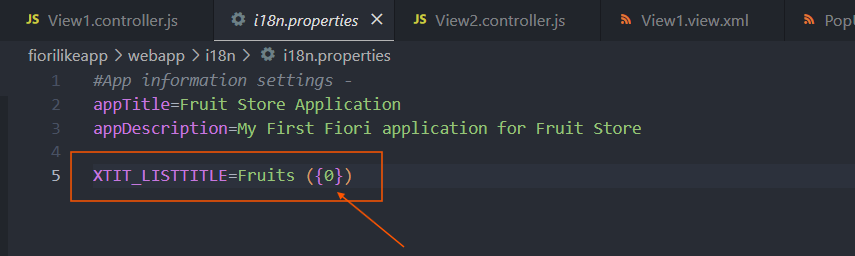 JS View1.controller.js i18n.properties × JS View2.controller.js View1.view.xml Pop
fiorilikeapp > webapp > i18n > i18n.properties
1 #App information settings -
2 appTitle=Fruit Store Application
3 appDescription=My First Fiori application for Fruit Store
4
5 XTIT_LISTTITLE=Fruits ({0})